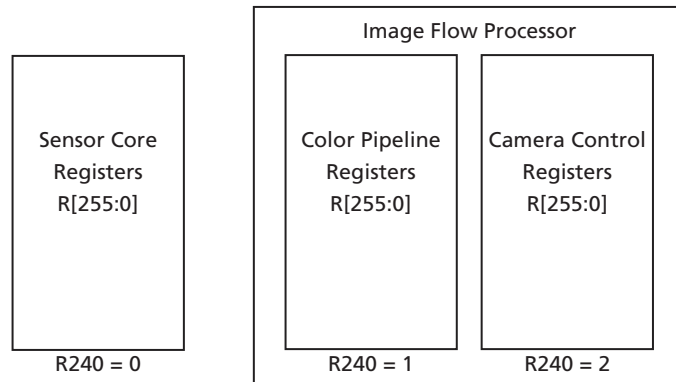 Image Flow Processor
Sensor Core
Registers
R[255:0]
R240 = 0
Color Pipeline
Registers
R[255:0]
R240 = 1
Camera Control
Registers
R[255:0]
R240 = 2